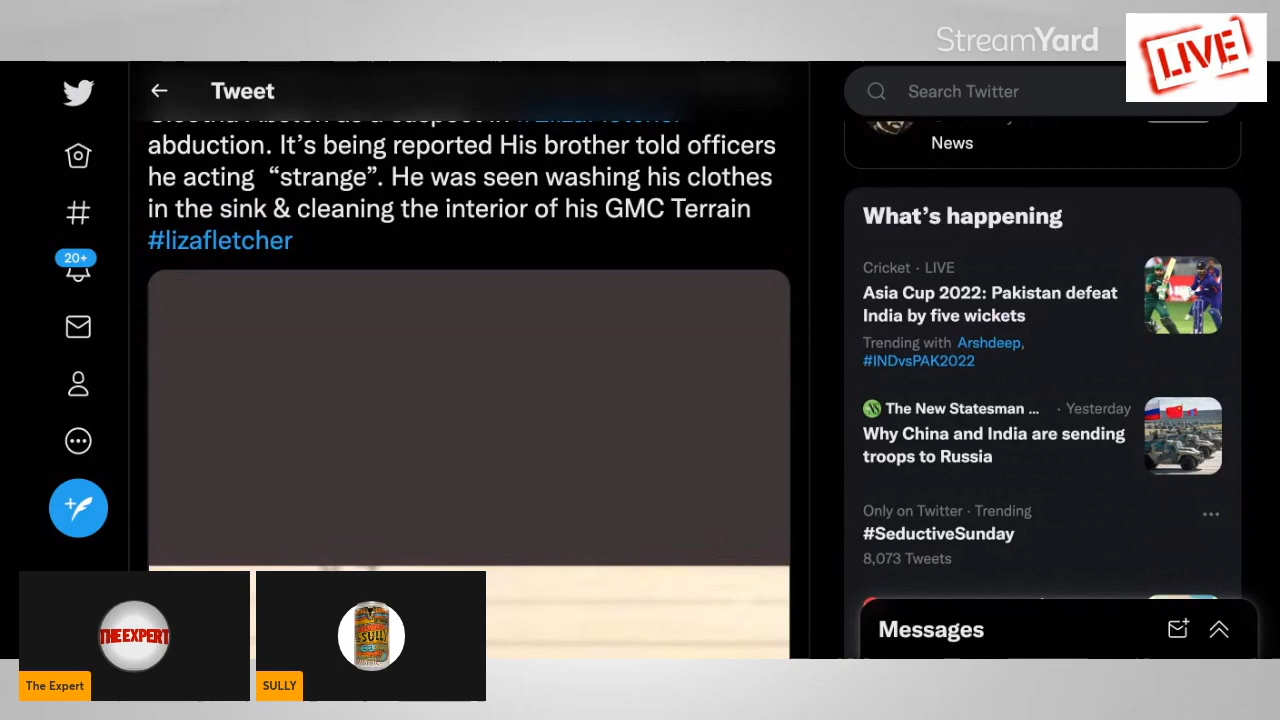 StreamYard
LIVE
Tweet
Search Twitter
abduction. It’s being reported His brother told officers
he acting “strange”. He was seen washing his clothes
in the sink & cleaning the interior of his GMC Terrain
#lizafletcher
20+
News
What’s happening
Cricket · LIVE
Asia Cup 2022: Pakistan defeat
India by five wickets
Trending with Arshdeep,
#INDvsPAK2022
The New Statesman ... · Yesterday
Why China and India are sending
troops to Russia
Only on Twitter · Trending
#SeductiveSunday
8,073 Tweets
Messages
THE EXPERT
SULLY
The Expert
SULLY